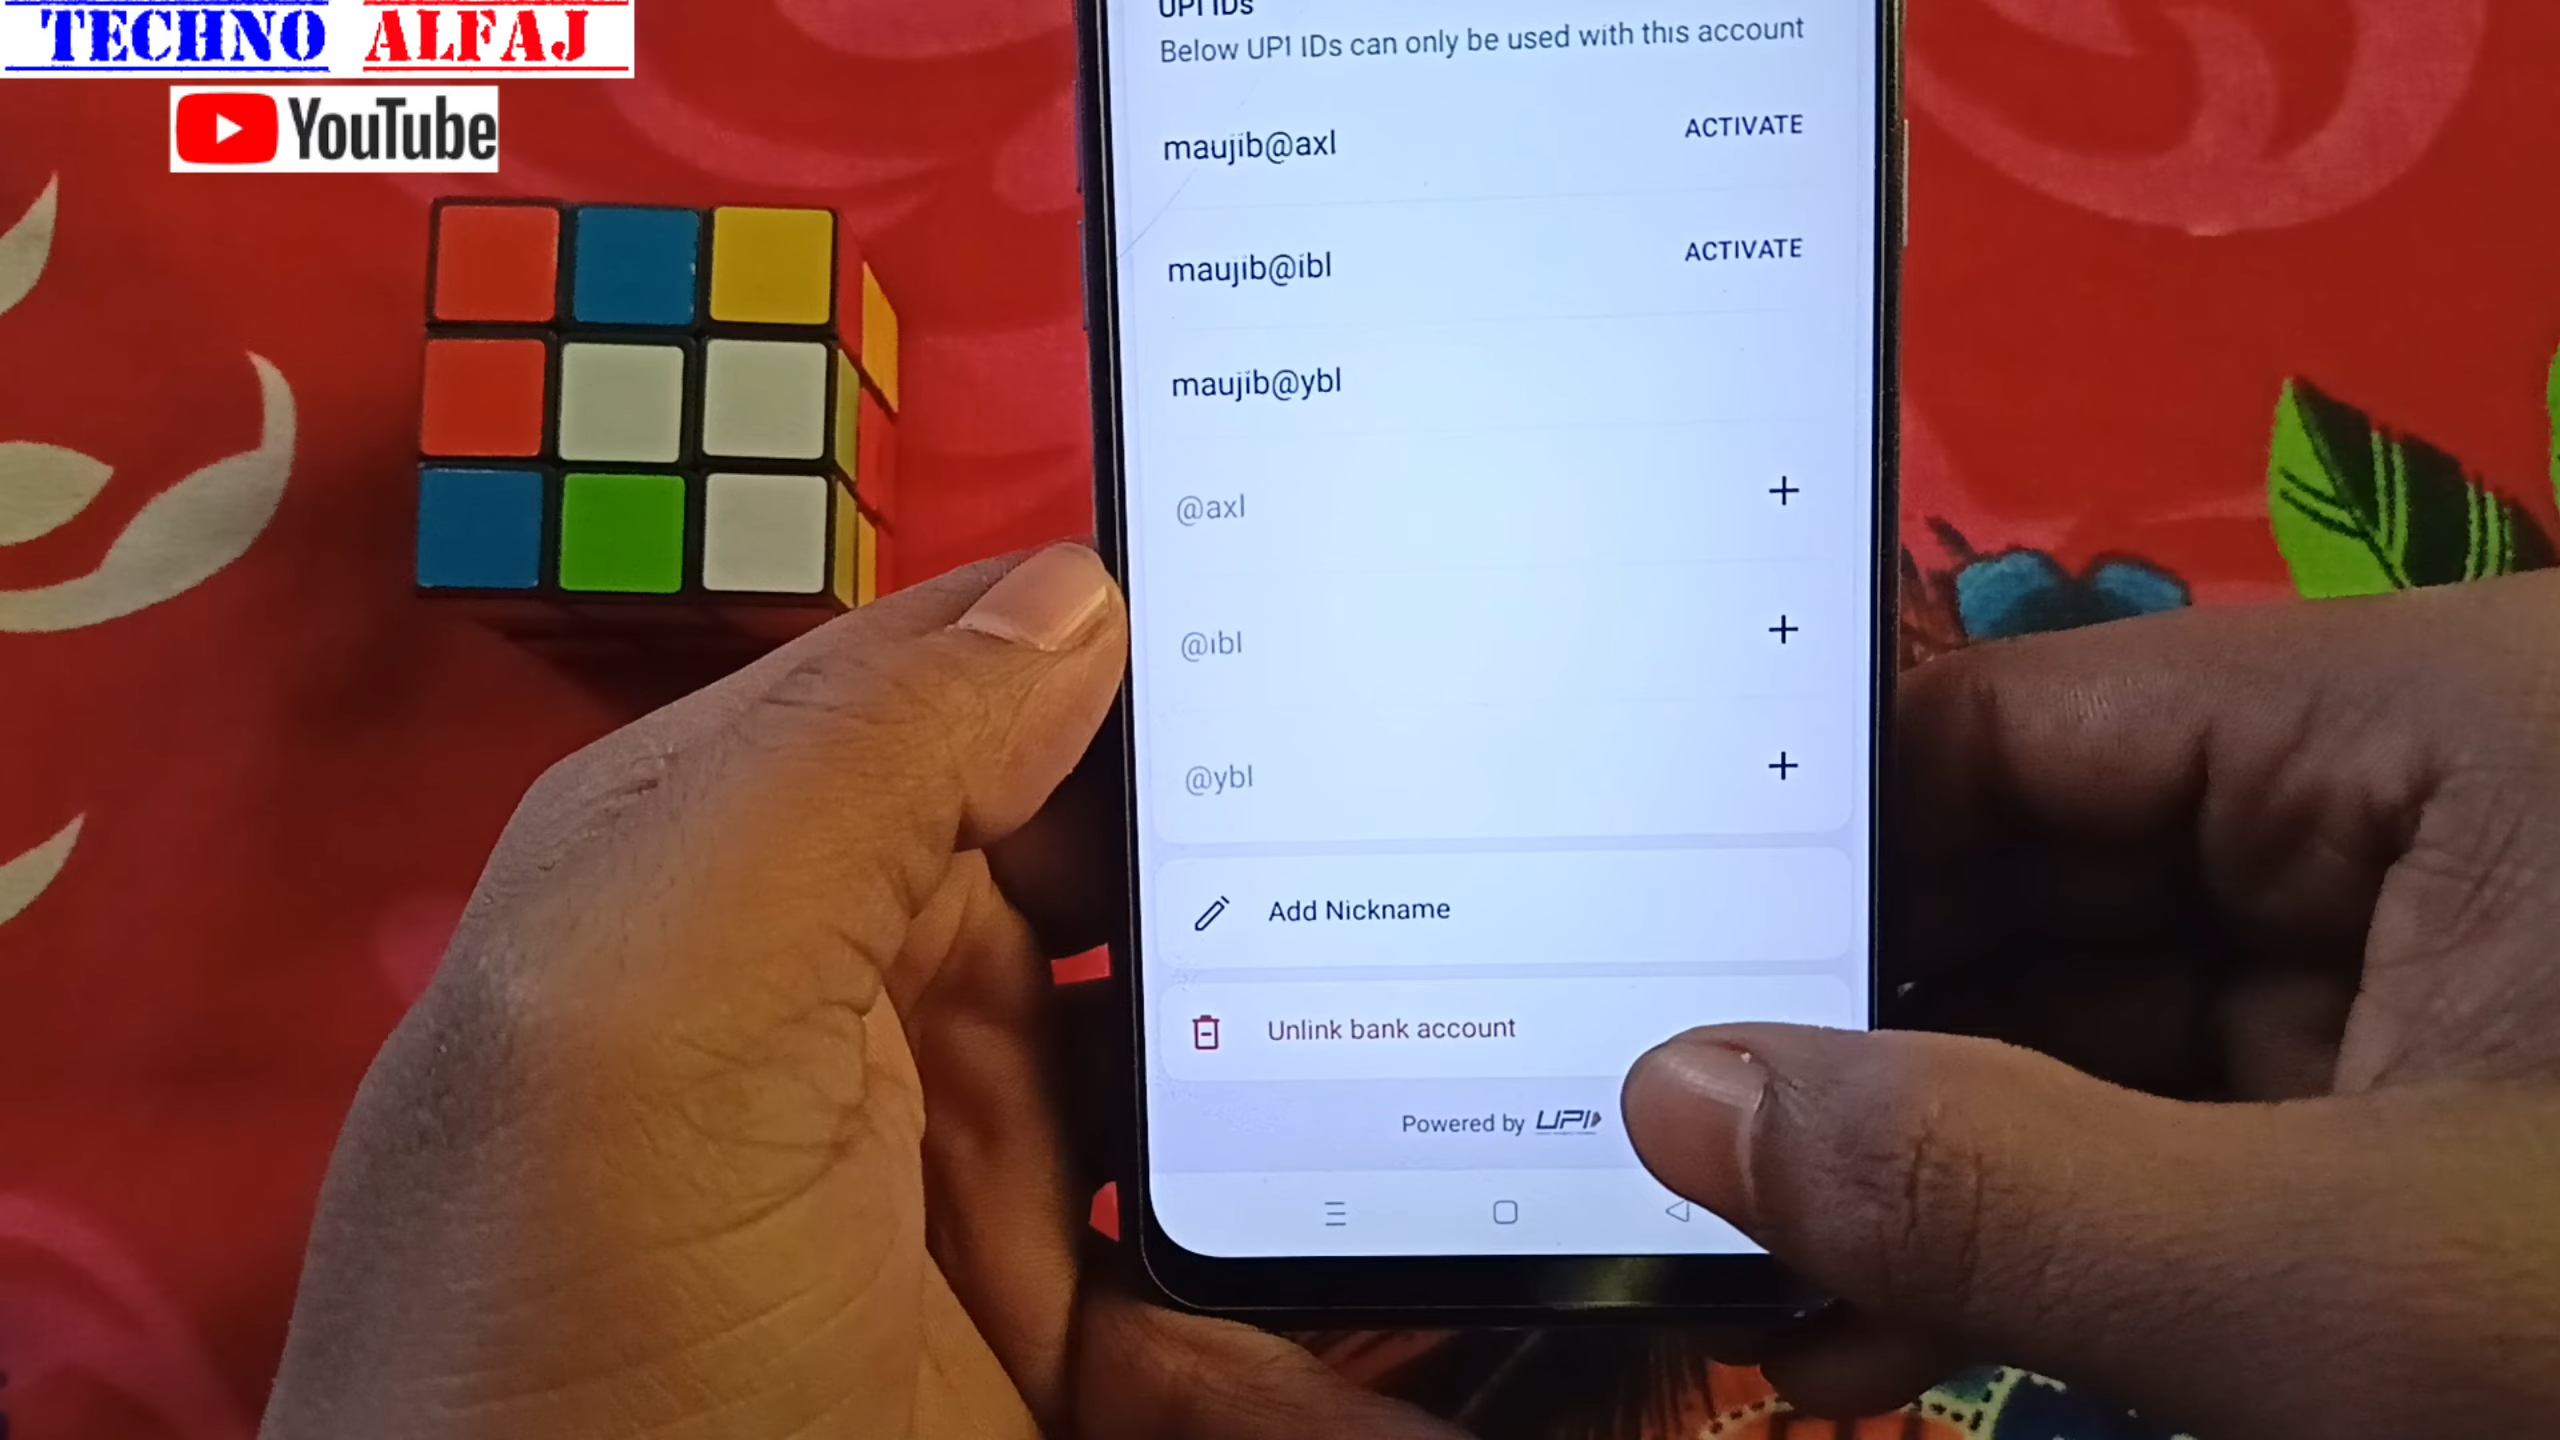 TECHNO ALFAJ
YouTube
UPI IDs
Below UPI IDs can only be used with this account
maujib@axl ACTIVATE
maujib@ibl ACTIVATE
maujib@ybl
@axl +
@ibl +
@ybl +
Add Nickname
Unlink bank account
Powered by UPI